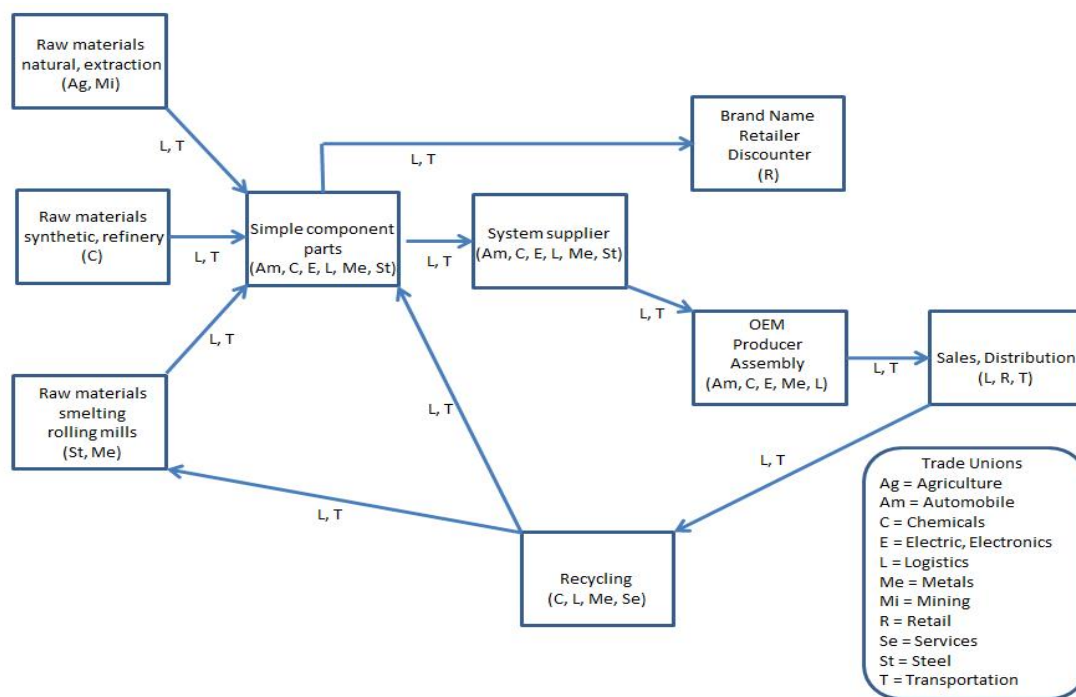 Raw materials
natural, extraction
(Ag, Mi)
L, T
Brand Name
Retailer
Discounter
(R)
L, T
Raw materials
synthetic, refinery
(C)
L, T
Simple component
parts
(Am, C, E, L, Me, St)
L, T
System supplier
(Am, C, E, L, Me, St)
L, T
OEM
Producer
Assembly
(Am, C, E, Me, L)
L, T
Sales, Distribution
(L, R, T)
L, T
Raw materials
smelting
rolling mills
(St, Me)
L, T
L, T
L, T
Recycling
(C, L, Me, Se)
Trade Unions
Ag = Agriculture
Am = Automobile
C = Chemicals
E = Electric, Electronics
L = Logistics
Me = Metals
Mi = Mining
R = Retail
Se = Services
St = Steel
T = Transportation